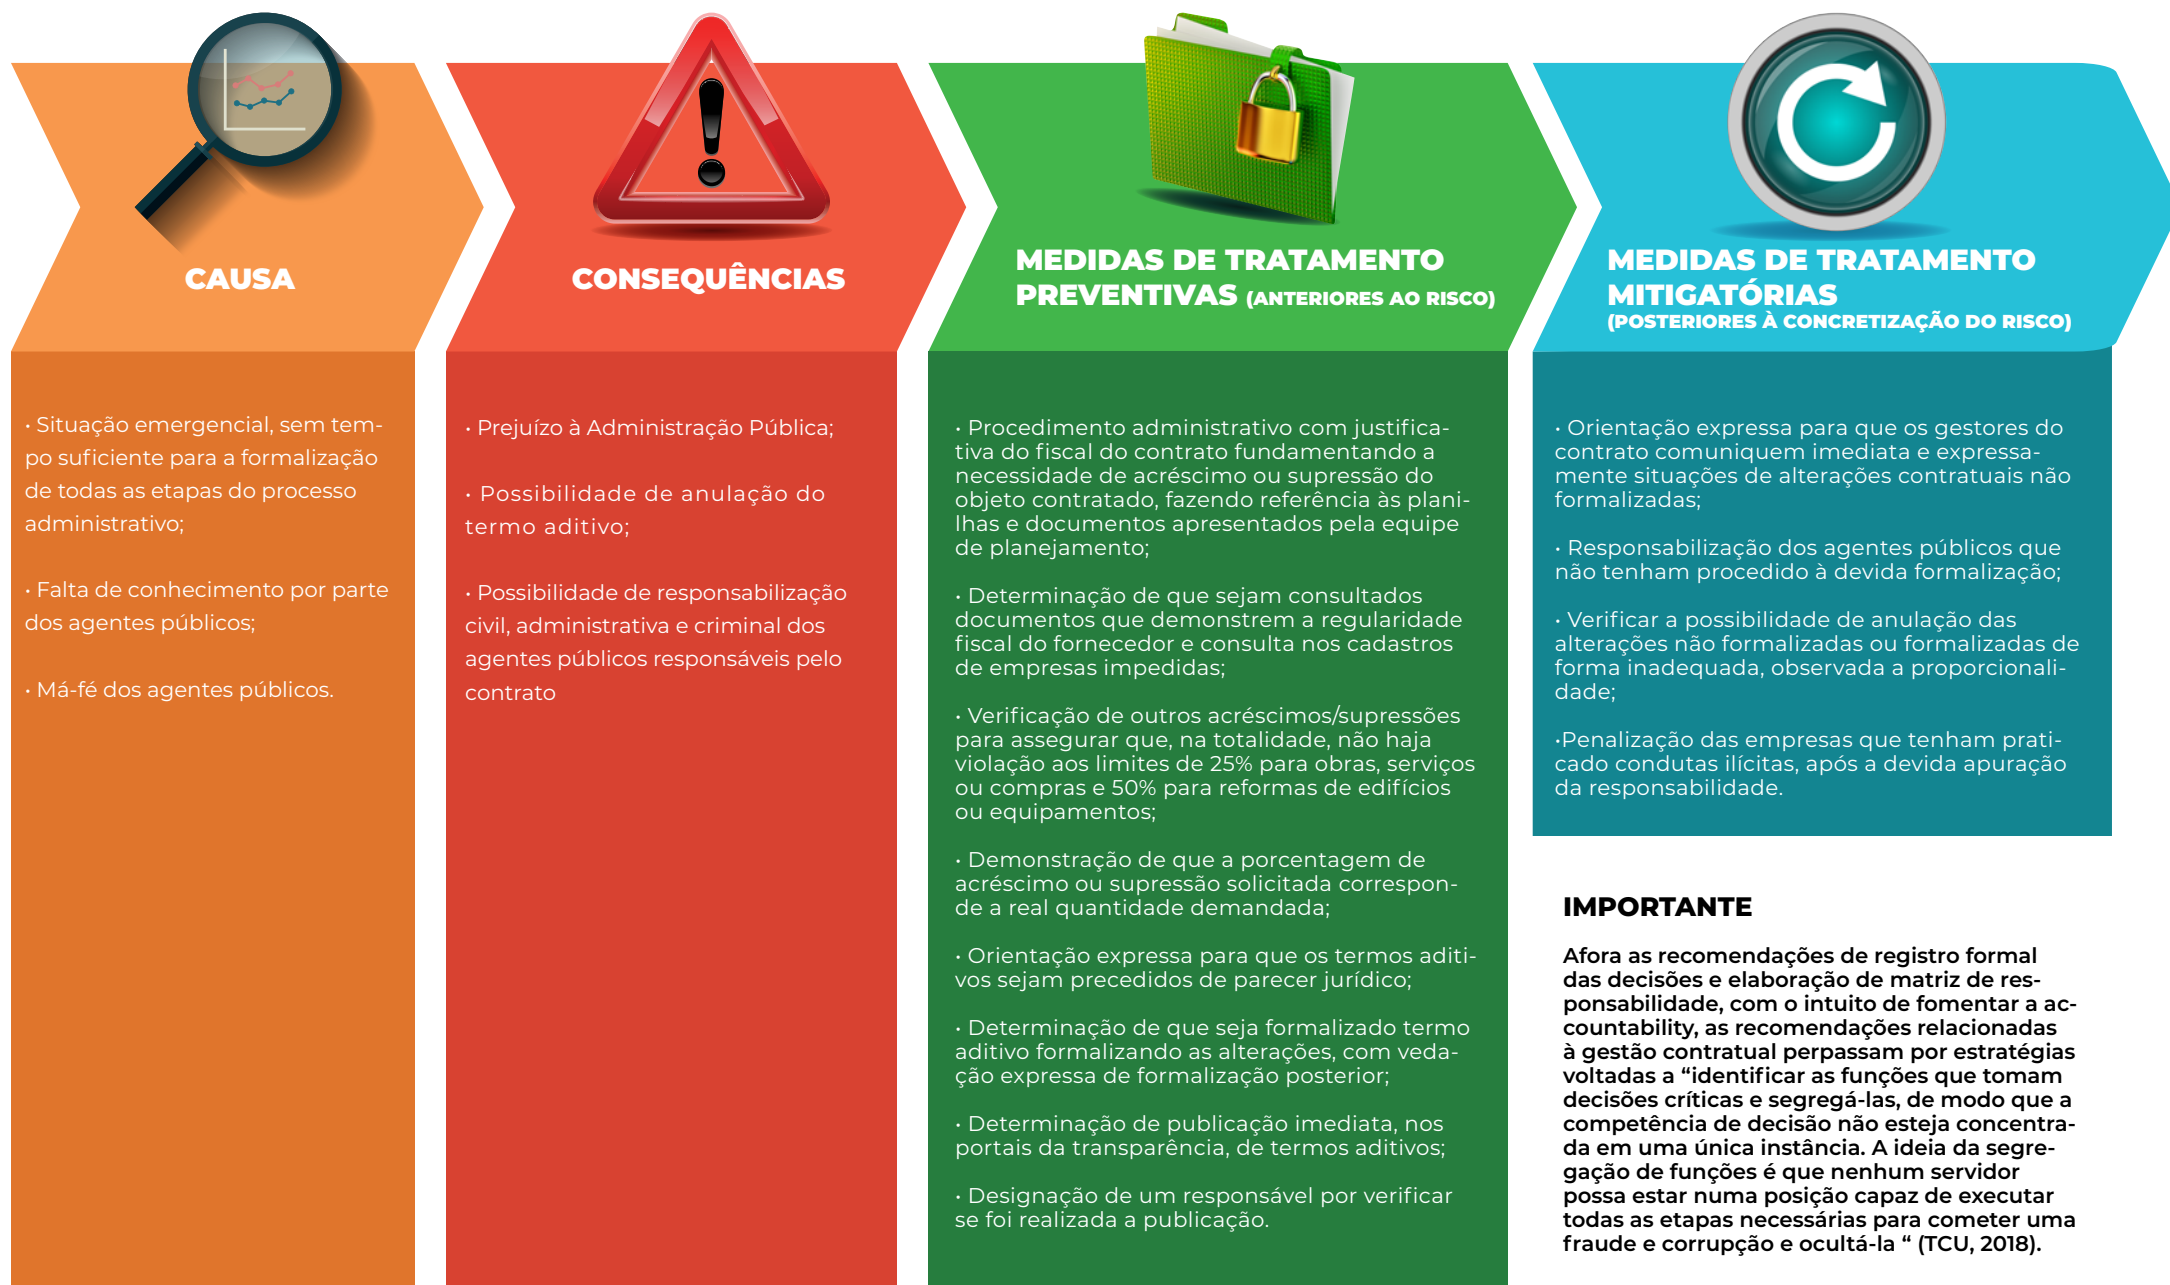 CAUSA
· Situação emergencial, sem tem-
po suficiente para a formalização
de todas as etapas do processo
administrativo;
· Falta de conhecimento por parte
dos agentes públicos;
· Má-fé dos agentes públicos.
CONSEQUÊNCIAS
· Prejuízo à Administração Pública;
· Possibilidade de anulação do
termo aditivo;
· Possibilidade de responsabilização
civil, administrativa e criminal dos
agentes públicos responsáveis pelo
contrato
MEDIDAS DE TRATAMENTO
PREVENTIVAS (ANTERIORES AO RISCO)
· Procedimento administrativo com justifica-
tiva do fiscal do contrato fundamentando a
necessidade de acréscimo ou supressão do
objeto contratado, fazendo referência às plani-
lhas e documentos apresentados pela equipe
de planejamento;
· Determinação de que sejam consultados
documentos que demonstrem a regularidade
fiscal do fornecedor e consulta nos cadastros
de empresas impedidas;
· Verificação de outros acréscimos/supressões
para assegurar que, na totalidade, não haja
violação aos limites de 25% para obras, serviços
ou compras e 50% para reformas de edifícios
ou equipamentos;
· Demonstração de que a porcentagem de
acréscimo ou supressão solicitada correspon-
de a real quantidade demandada;
· Orientação expressa para que os termos aditi-
vos sejam precedidos de parecer jurídico;
· Determinação de que seja formalizado termo
aditivo formalizando as alterações, com veda-
ção expressa de formalização posterior;
· Determinação de publicação imediata, nos
portais da transparência, de termos aditivos;
· Designação de um responsável por verificar
se foi realizada a publicação.
MEDIDAS DE TRATAMENTO
MITIGATÓRIAS
(POSTERIORES À CONCRETIZAÇÃO DO RISCO)
· Orientação expressa para que os gestores do
contrato comuniquem imediata e expressa-
mente situações de alterações contratuais não
formalizadas;
· Responsabilização dos agentes públicos que
não tenham procedido à devida formalização;
· Verificar a possibilidade de anulação das
alterações não formalizadas ou formalizadas de
forma inadequada, observada a proporcionali-
dade;
·Penalização das empresas que tenham prati-
cado condutas ilícitas, após a devida apuração
da responsabilidade.
IMPORTANTE
Afora as recomendações de registro formal
das decisões e elaboração de matriz de res-
ponsabilidade, com o intuito de fomentar a ac-
countability, as recomendações relacionadas
à gestão contratual perpassam por estratégias
voltadas a “identificar as funções que tomam
decisões críticas e segregá-las, de modo que a
competência de decisão não esteja concentra-
da em uma única instância. A ideia da segre-
gação de funções é que nenhum servidor
possa estar numa posição capaz de executar
todas as etapas necessárias para cometer uma
fraude e corrupção e ocultá-la “ (TCU, 2018).